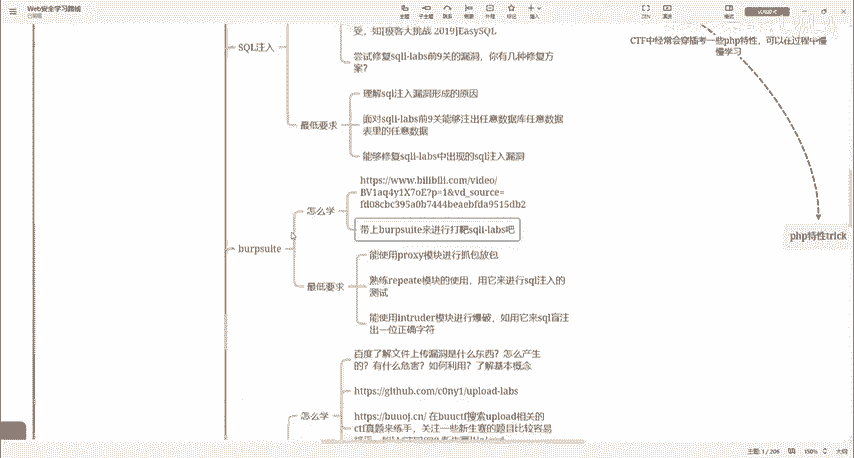 Web安全学习路线
已编辑
主题
子主题
联系
概要
外框
标记
插入
ZEN
演说
格式
大纲
受，如[极客大挑战 2019]EasySQL
SQL注入
尝试修复sqli-labs前9关的漏洞，你有几种修复方
案？
CTF中经常会穿插考一些php特性，可以在过程中慢
慢学习
理解sql注入漏洞形成的原因
最低要求
面对sqli-labs前9关能够注出任意数据库任意数据
表里的任意数据
能够修复sqli-labs中出现的sql注入漏洞
https://www.bilibili.com/video/
BV1aq4y1X7oE?p=1&vd_source=
fd08cbc395a0b7444beaebfda9515db2
怎么学
带上burpsuite来进行打靶sqli-labs吧
php特性trick
burpsuite
能使用proxy模块进行抓包放包
最低要求
熟练repeate模块的使用，用它来进行sql注入的
测试
能使用intruder模块进行爆破，如用它来sql盲注
出一位正确字符
百度了解文件上传漏洞是什么东西？怎么产生
的？有什么危害？如何利用？了解基本概念
https://github.com/c0ny1/upload-labs
怎么学
https://buuoj.cn/ 在buuctf搜索upload相关的
ctf真题来练手，关注一些新生赛的题目比较容易
主题: 1 / 206
150%
大纲